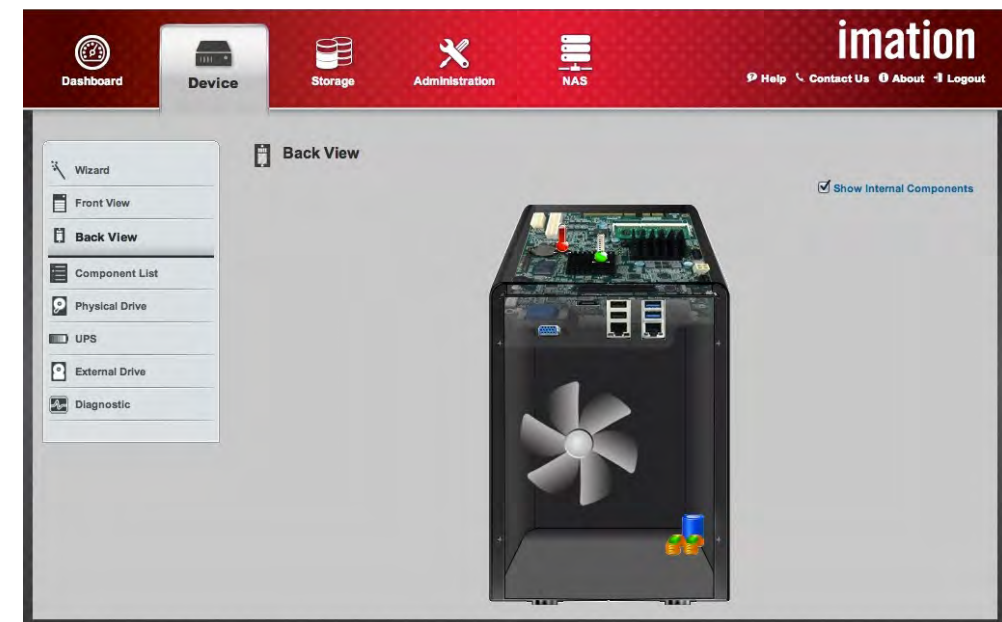 imation
Dashboard
Device
Storage
Administration
NAS
Help Contact Us About Logout
Wizard
Front View
Back View
Component List
Physical Drive
UPS
External Drive
Diagnostic
Back View
Show Internal Components